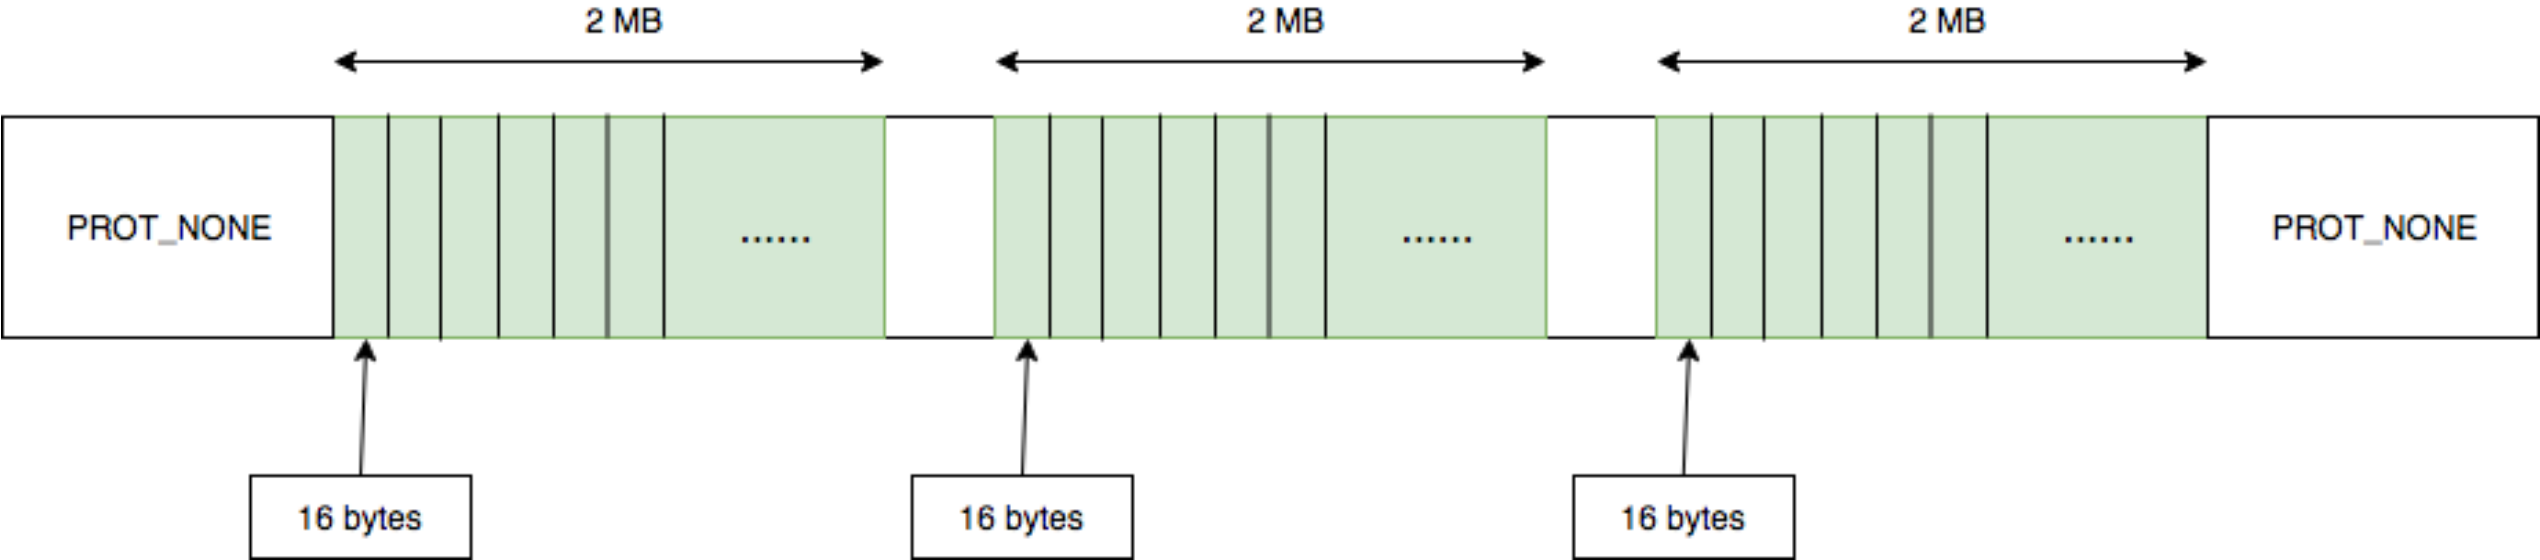 2 MB
2 MB
2 MB
PROT_NONE
......
......
......
PROT_NONE
16 bytes
16 bytes
16 bytes